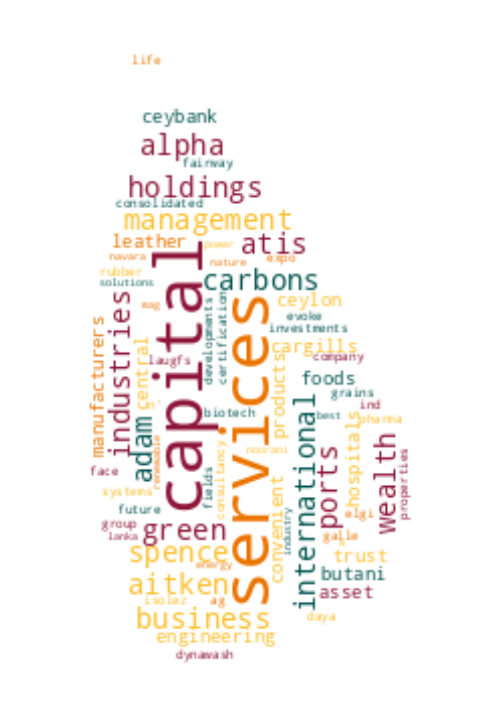 life
ceybank
alpha
fairway
holdings
consolidated
management
leather
atis
power
navara
nature
expo
rubber
carbons
solutions
capital
services
industries
developments
certification
ceylon
mag
evoke
investments
manufacturers
central
cargills
laugfs
company
products
foods
grains
ind
biotech
best
pharma
adam
renewable
consultancy
noorani
international
ports
hospitals
wealth
properties
face
fields
systems
convenient
future
elgi
group
green
industry
lanka
galle
spence
energy
trust
butani
aitken
asset
isolez
ag
business
daya
engineering
dynawash